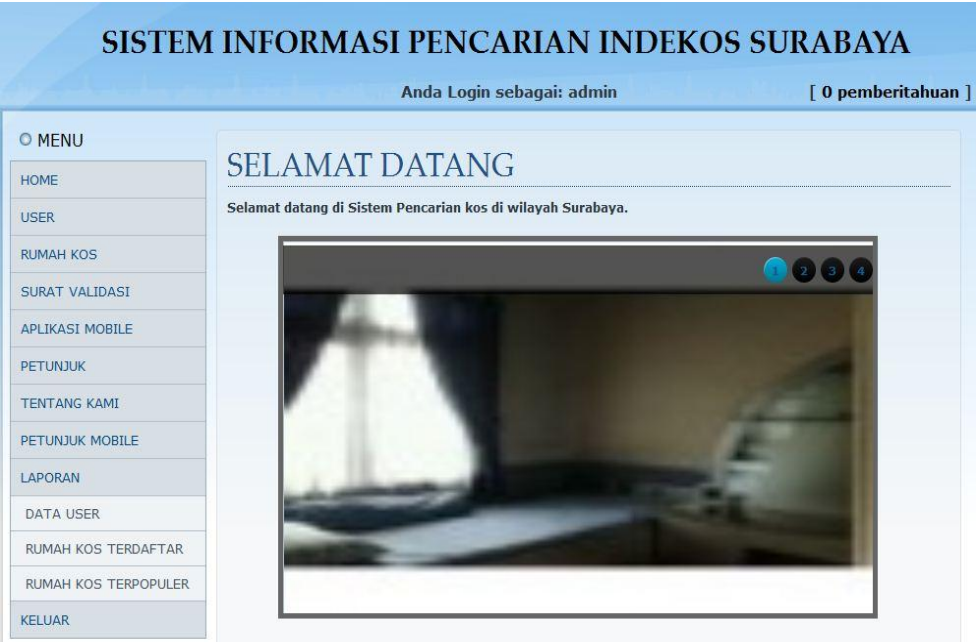 SISTEM INFORMASI PENCARIAN INDEKOS SURABAYA
Anda Login sebagai: admin [ 0 pemberitahuan ]
MENU
HOME
USER
RUMAH KOS
SURAT VALIDASI
APLIKASI MOBILE
PETUNJUK
TENTANG KAMI
PETUNJUK MOBILE
LAPORAN
DATA USER
RUMAH KOS TERDAFTAR
RUMAH KOS TERPOPULER
KELUAR
SELAMAT DATANG
Selamat datang di Sistem Pencarian kos di wilayah Surabaya.
1 2 3 4